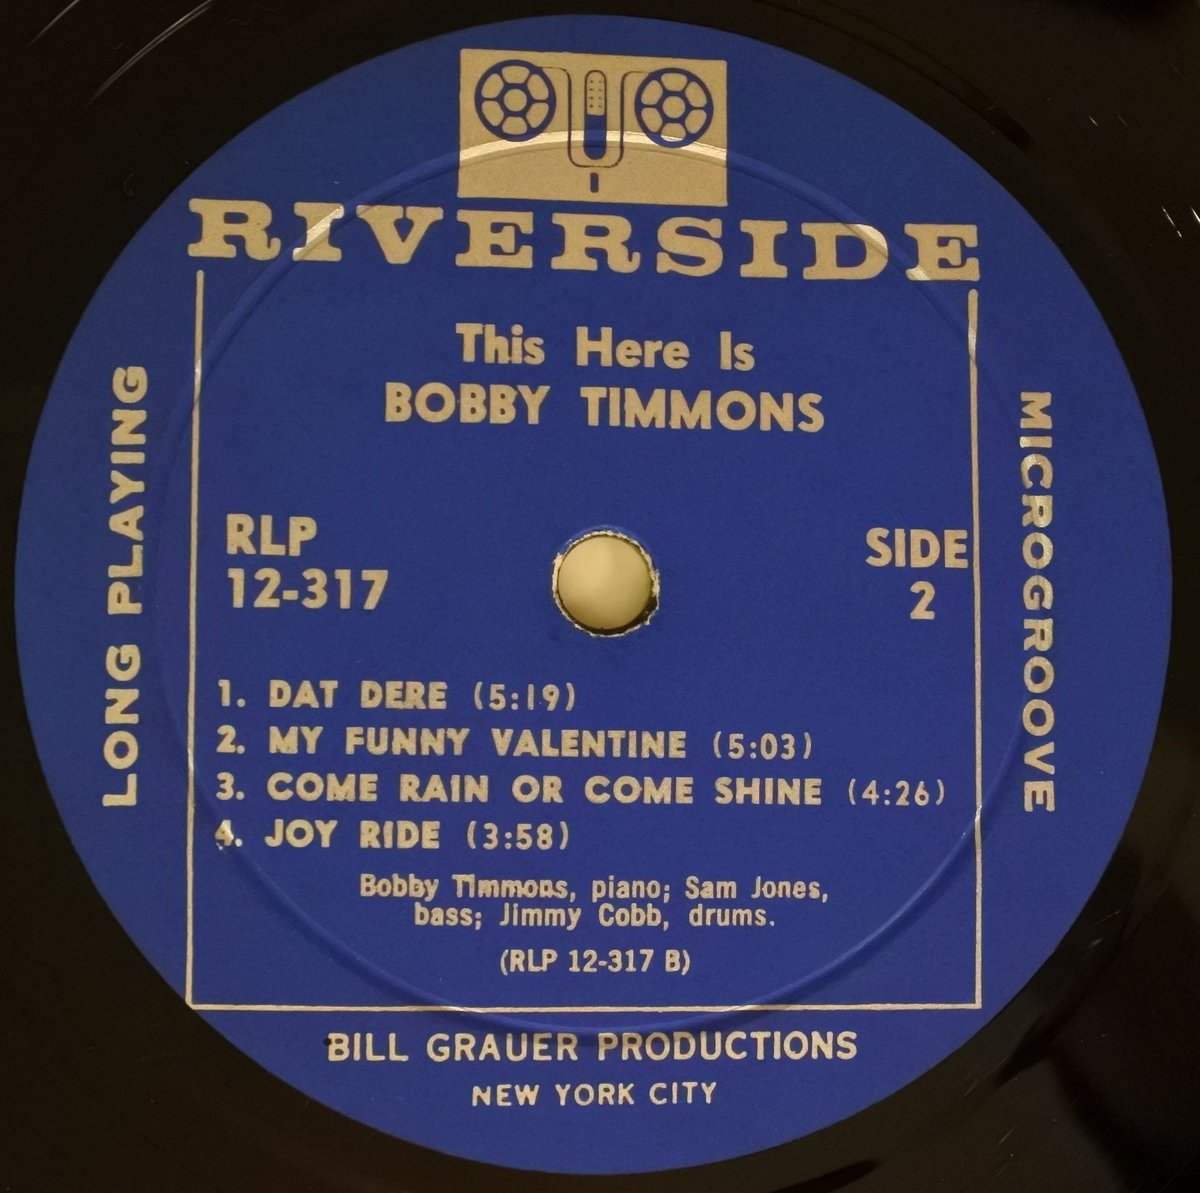 RIVERSIDE
This Here Is
BOBBY TIMMONS
LONG PLAYING
MICROGROOVE
RLP
12-317
SIDE
2
1. DAT DERE (5:19)
2. MY FUNNY VALENTINE (5:03)
3. COME RAIN OR COME SHINE (4:26)
4. JOY RIDE (3:58)
Bobby Timmons, piano; Sam Jones,
bass; Jimmy Cobb, drums.
(RLP 12-317 B)
BILL GRAUER PRODUCTIONS
NEW YORK CITY